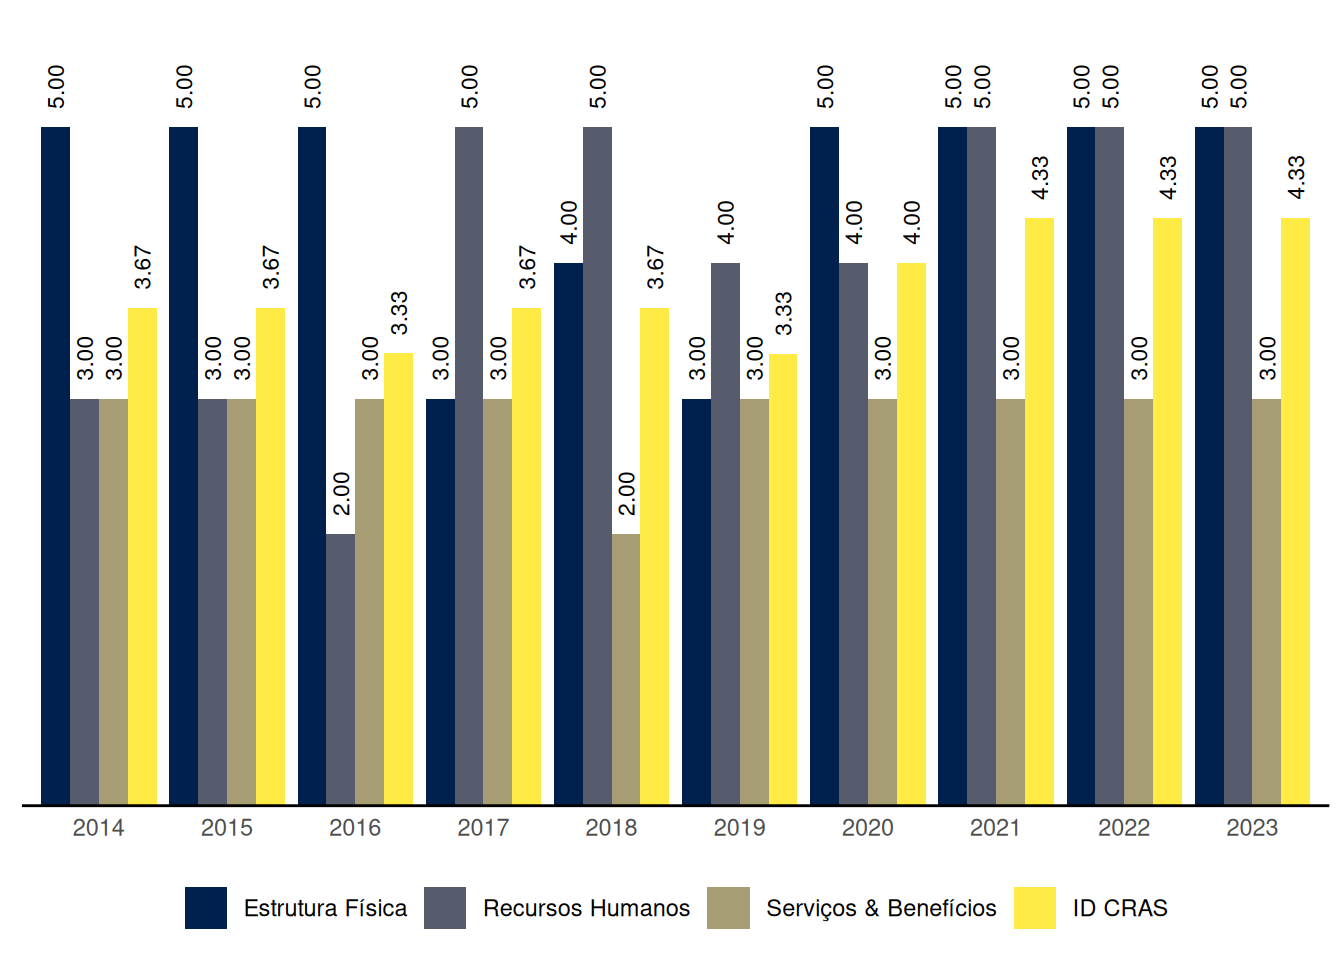 5.00 5.00 5.00 5.00 5.00 5.00 5.00 5.00 5.00 5.00 5.00 5.00
4.33 4.33 4.33
4.00 4.00 4.00 4.00
3.67 3.67 3.67 3.67
3.33 3.33
3.00 3.00 3.00 3.00 3.00 3.00 3.00 3.00 3.00 3.00 3.00 3.00 3.00
2.00 2.00
2014 2015 2016 2017 2018 2019 2020 2021 2022 2023
Estrutura Física Recursos Humanos Serviços & Benefícios ID CRAS